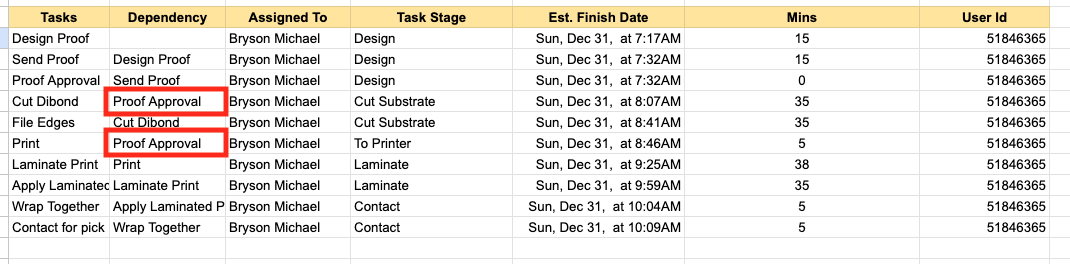 Tasks Dependency Assigned To Task Stage Est. Finish Date Mins User Id
Design Proof Bryson Michael Design Sun, Dec 31,  at 7:17AM 15 51846365
Send Proof Design Proof Bryson Michael Design Sun, Dec 31,  at 7:32AM 15 51846365
Proof Approval Send Proof Bryson Michael Design Sun, Dec 31,  at 7:32AM 0 51846365
Cut Dibond Proof Approval Bryson Michael Cut Substrate Sun, Dec 31,  at 8:07AM 35 51846365
File Edges Cut Dibond Bryson Michael Cut Substrate Sun, Dec 31,  at 8:41AM 35 51846365
Print Proof Approval Bryson Michael To Printer Sun, Dec 31,  at 8:46AM 5 51846365
Laminate Print Print Bryson Michael Laminate Sun, Dec 31,  at 9:25AM 38 51846365
Apply Laminated Laminate Print Bryson Michael Laminate Sun, Dec 31,  at 9:59AM 35 51846365
Wrap Together Apply Laminated P Bryson Michael Contact Sun, Dec 31,  at 10:04AM 5 51846365
Contact for pick Wrap Together Bryson Michael Contact Sun, Dec 31,  at 10:09AM 5 51846365